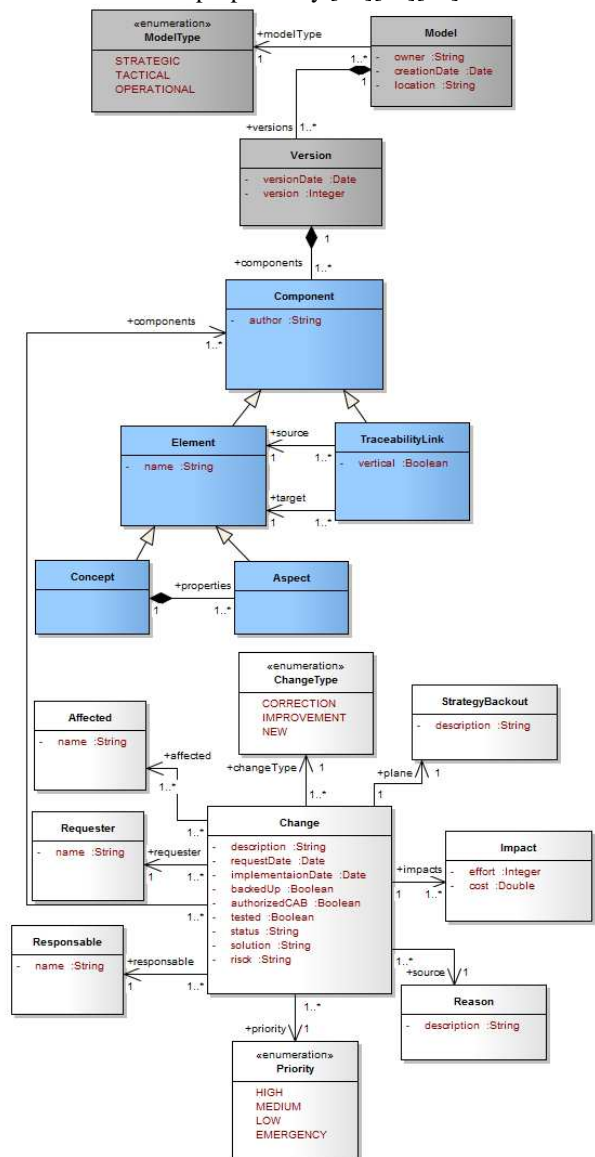 «enumeration»
ModelType
STRATEGIC
TACTICAL
OPERATIONAL
+modelType
1
1..*
Model
- owner :String
- creationDate :Date
- location :String
1
+versions
1..*
Version
- versionDate :Date
- version :Integer
1
+components
1..*
Component
- author :String
+components
1..*
Element
- name :String
+source
1
1..*
+target
1
1..*
TraceabilityLink
- vertical :Boolean
Concept
+properties
1
1..*
Aspect
«enumeration»
ChangeType
CORRECTION
IMPROVEMENT
NEW
StrategyBackout
- description :String
Affected
- name :String
+affected
1..*
1..*
+changeType
1
1..*
+plane
1
1
Requester
- name :String
+requester
1
1..*
1..*
Change
- description :String
- requestDate :Date
- implementaionDate :Date
- backedUp :Boolean
- authorizedCAB :Boolean
- tested :Boolean
- status :String
- solution :String
- risck :String
+impacts
1
1..*
Impact
- effort :Integer
- cost :Double
Responsable
- name :String
+responsable
1
1..*
1..*
+source
1
Reason
- description :String
1..*
+priority
1
«enumeration»
Priority
HIGH
MEDIUM
LOW
EMERGENCY